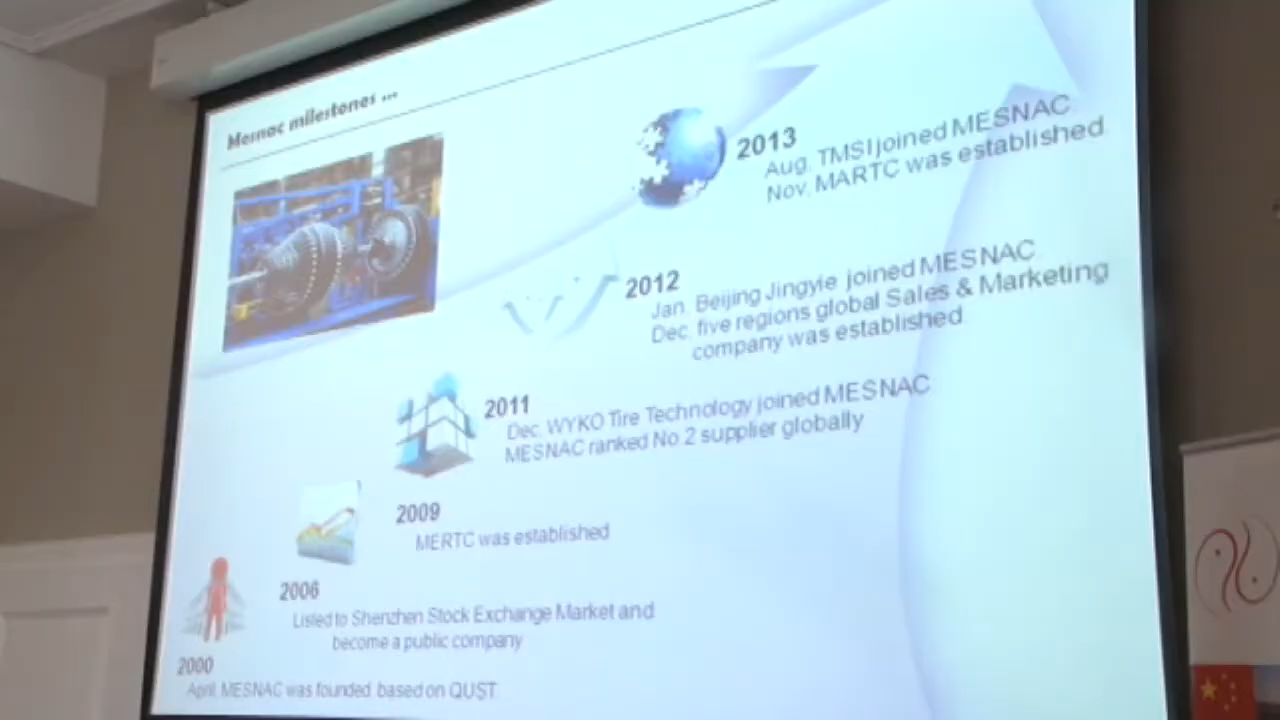 Mesnac milestones ...
2013
Aug. TMSI joined MESNAC
Nov. MARTC was established
2012
Jan. Beijing Jingyie joined MESNAC
Dec. five regions global Sales & Marketing
company was established
2011
Dec. WYKO Tire Technology joined MESNAC
MESNAC ranked No.2 supplier globally
2009
MERTC was established
2006
Listed to Shenzhen Stock Exchange Market and
become a public company
2000
April, MESNAC was founded based on QUST